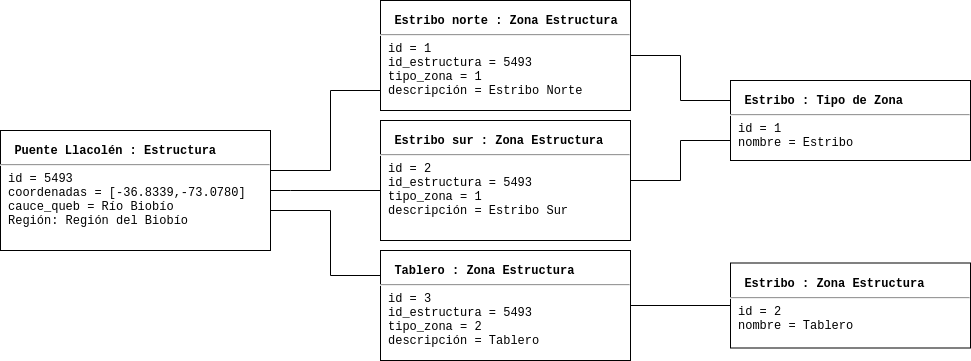 Puente Llacolén : Estructura
id = 5493
coordenadas = [-36.8339,-73.0780]
cauce_queb = Río Biobío
Región: Región del Biobío
Estribo norte : Zona Estructura
id = 1
id_estructura = 5493
tipo_zona = 1
descripción = Estribo Norte
Estribo sur : Zona Estructura
id = 2
id_estructura = 5493
tipo_zona = 1
descripción = Estribo Sur
Tablero : Zona Estructura
id = 3
id_estructura = 5493
tipo_zona = 2
descripción = Tablero
Estribo : Tipo de Zona
id = 1
nombre = Estribo
Estribo : Zona Estructura
id = 2
nombre = Tablero